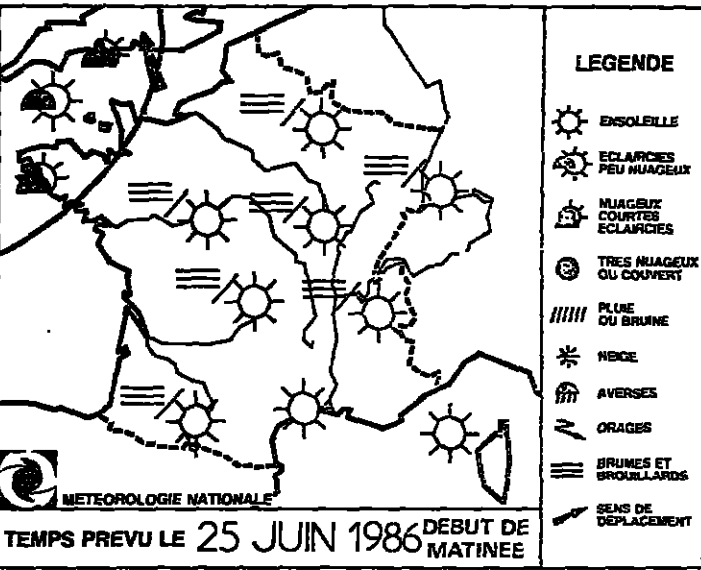 LEGENDE
ENSOLEILLE
ECLAIRCIES
PEU NUAGEUX
NUAGEUX
COURTES
ECLAIRCIES
TRES NUAGEUX
OU COUVERT
PLUIE
OU BRUINE
NEIGE
AVERSES
ORAGES
BRUMES ET
BROUILLARDS
SENS DE
DEPLACEMENT
METEOROLOGIE NATIONALE
TEMPS PREVU LE 25 JUIN 1986 DEBUT DE
MATINEE